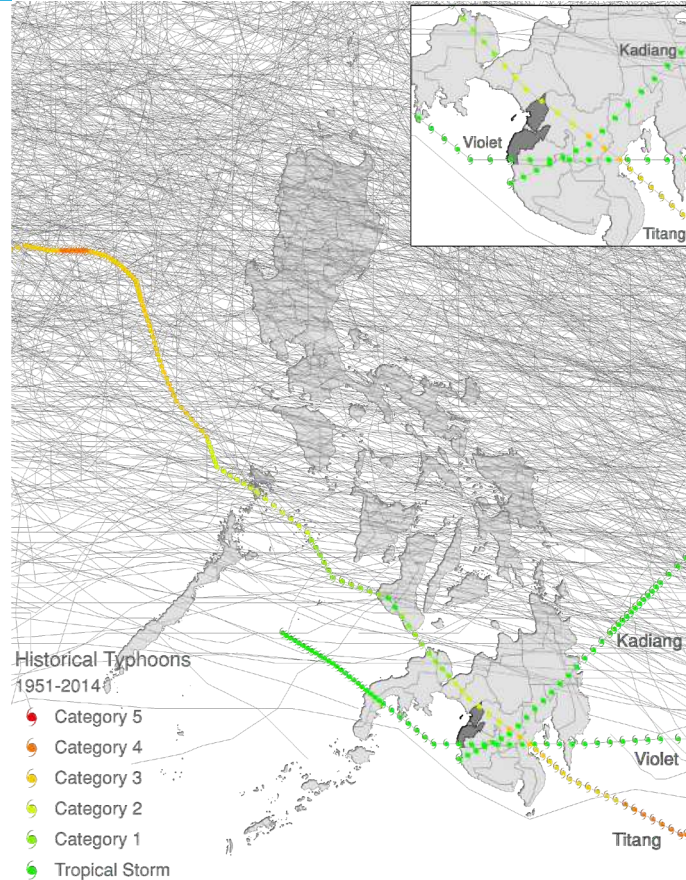 Kadiang
Violet
Titang
Kadiang
Historical Typhoons
1951-2014
Category 5
Category 4
Violet
Category 3
Category 2
Titang
Category 1
Tropical Storm